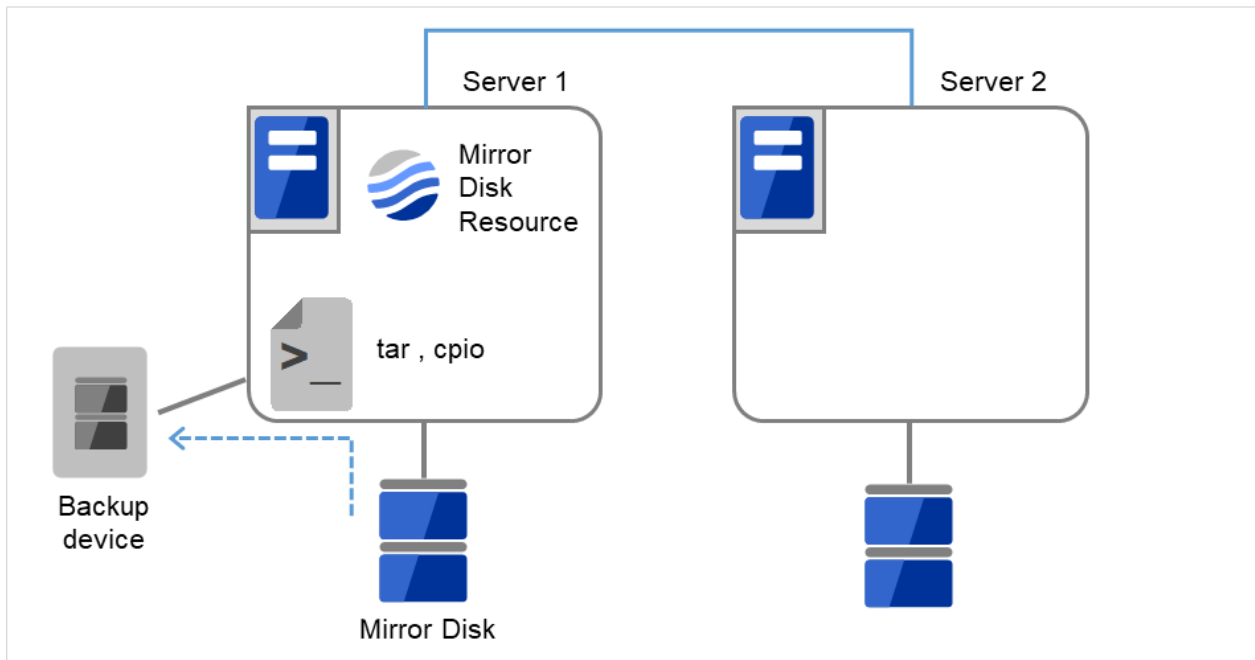 Server 1
Server 2
Mirror
Disk
Resource
>_
tar , cpio
Backup
device
Mirror Disk